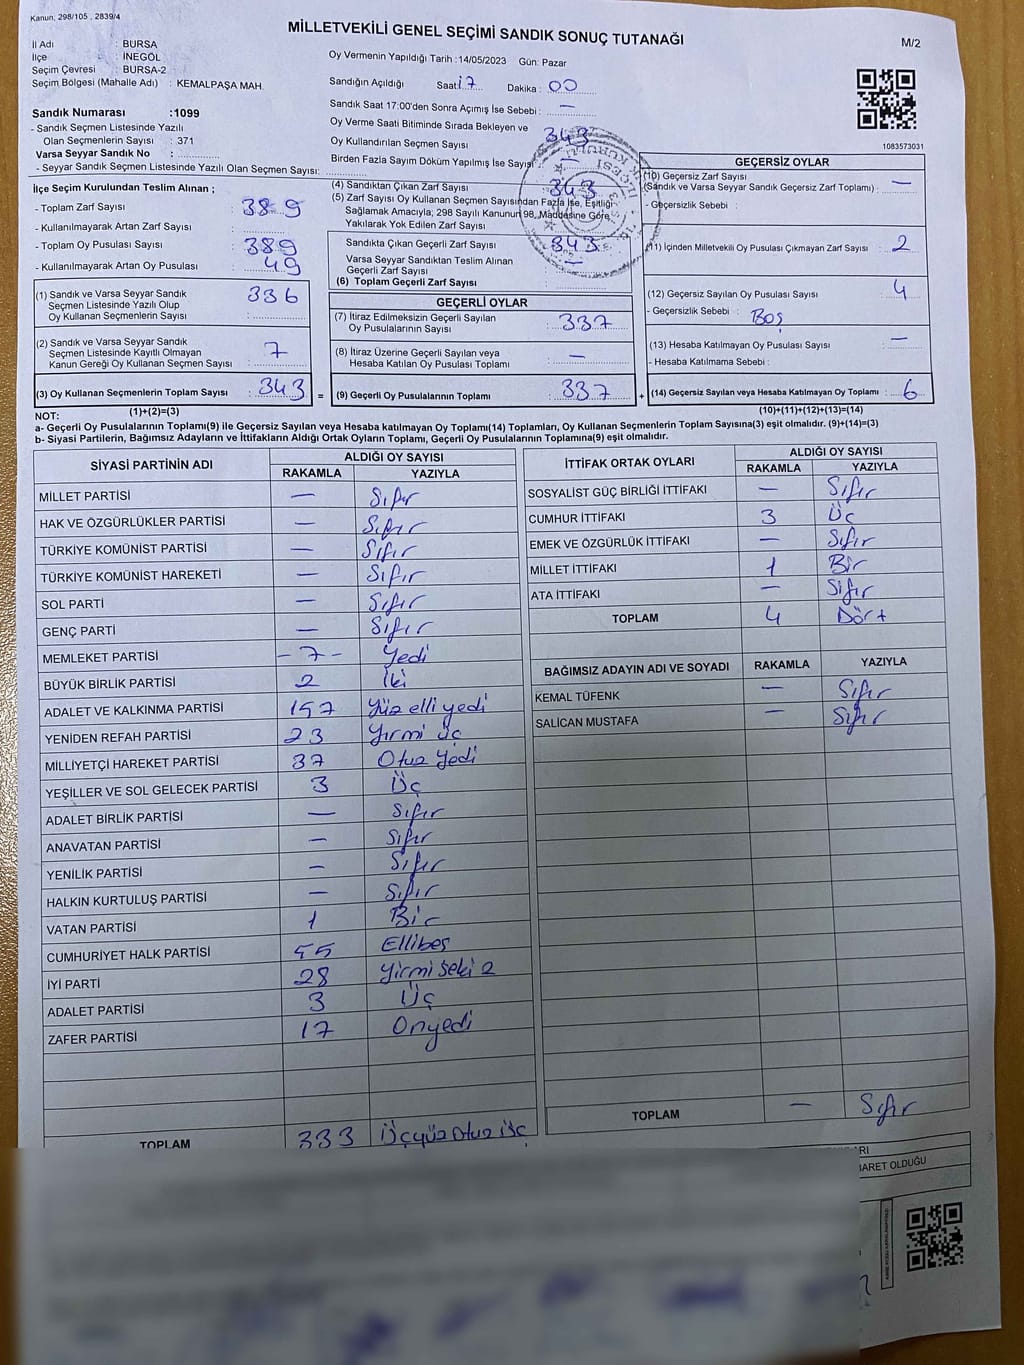 Kanun, 298/105 , 2839/4
MİLLETVEKİLİ GENEL SEÇİMİ SANDIK SONUÇ TUTANAĞI
M/2
İl Adı : BURSA
İlçe : İNEGÖL
Seçim Çevresi : BURSA-2
Seçim Bölgesi (Mahalle Adı) : KEMALPAŞA MAH.
Oy Vermenin Yapıldığı Tarih :14/05/2023 Gün: Pazar
Sandığın Açıldığı Saat: 17 Dakika : 00
Sandık Saat 17:00'den Sonra Açımış İse Sebebi : —
Oy Verme Saati Bitiminde Sırada Bekleyen ve
Oy Kullandırılan Seçmen Sayısı 343
Birden Fazla Sayım Döküm Yapılmış İse Sayısı : —
1083573031
Sandık Numarası :1099
- Sandık Seçmen Listesinde Yazılı
Olan Seçmenlerin Sayısı : 371
Varsa Seyyar Sandık No :
- Seyyar Sandık Seçmen Listesinde Yazılı Olan Seçmen Sayısı:
İlçe Seçim Kurulundan Teslim Alınan ;
- Toplam Zarf Sayısı : 389
- Kullanılmayarak Artan Zarf Sayısı :
- Toplam Oy Pusulası Sayısı : 389
- Kullanılmayarak Artan Oy Pusulası : 49
(1) Sandık ve Varsa Seyyar Sandık
Seçmen Listesinde Yazılı Olup
Oy Kullanan Seçmenlerin Sayısı : 336
(2) Sandık ve Varsa Seyyar Sandık
Seçmen Listesinde Kayıtlı Olmayan
Kanun Gereği Oy Kullanan Seçmen Sayısı : 7
(3) Oy Kullanan Seçmenlerin Toplam Sayısı : 343
(4) Sandıktan Çıkan Zarf Sayısı 343
(5) Zarf Sayısı Oy Kullanan Seçmen Sayısından Fazla İse, Eşitliği
Sağlamak Amacıyla; 298 Sayılı Kanunun 98. Maddesine Göre,
Yakılarak Yok Edilen Zarf Sayısı
Sandıkta Çıkan Geçerli Zarf Sayısı 343
Varsa Seyyar Sandıktan Teslim Alınan
Geçerli Zarf Sayısı —
(6) Toplam Geçerli Zarf Sayısı :
GEÇERLİ OYLAR
(7) İtiraz Edilmeksizin Geçerli Sayılan
Oy Pusulalarının Sayısı : 337
(8) İtiraz Üzerine Geçerli Sayılan veya
Hesaba Katılan Oy Pusulası Toplamı : —
= (9) Geçerli Oy Pusulalarının Toplamı : 337
GEÇERSİZ OYLAR
(10) Geçersiz Zarf Sayısı
(Sandık ve Varsa Seyyar Sandık Geçersiz Zarf Toplamı) : —
- Geçersizlik Sebebi :
(11) İçinden Milletvekili Oy Pusulası Çıkmayan Zarf Sayısı : 2
(12) Geçersiz Sayılan Oy Pusulası Sayısı : 4
- Geçersizlik Sebebi : Boş
(13) Hesaba Katılmayan Oy Pusulası Sayısı : —
- Hesaba Katılmama Sebebi :
+ (14) Geçersiz Sayılan veya Hesaba Katılmayan Oy Toplamı : 6
NOT: (1)+(2)=(3) (10)+(11)+(12)+(13)=(14)
a- Geçerli Oy Pusulalarının Toplamı(9) ile Geçersiz Sayılan veya Hesaba katılmayan Oy Toplamı(14) Toplamları, Oy Kullanan Seçmenlerin Toplam Sayısına(3) eşit olmalıdır. (9)+(14)=(3)
b- Siyasi Partilerin, Bağımsız Adayların ve İttifakların Aldığı Ortak Oyların Toplamı, Geçerli Oy Pusulalarının Toplamına(9) eşit olmalıdır.
SİYASİ PARTİNİN ADI ALDIĞI OY SAYISI
RAKAMLA YAZIYLA
MİLLET PARTİSİ — Sıfır
HAK VE ÖZGÜRLÜKLER PARTİSİ — Sıfır
TÜRKİYE KOMÜNİST PARTİSİ — Sıfır
TÜRKİYE KOMÜNİST HAREKETİ — Sıfır
SOL PARTİ — Sıfır
GENÇ PARTİ — Sıfır
MEMLEKET PARTİSİ - 7 - Yedi
BÜYÜK BİRLİK PARTİSİ 2 İki
ADALET VE KALKINMA PARTİSİ 157 Yüz elli yedi
YENİDEN REFAH PARTİSİ 23 Yirmi üç
MİLLİYETÇİ HAREKET PARTİSİ 37 Otuz Yedi
YEŞİLLER VE SOL GELECEK PARTİSİ 3 Üç
ADALET BİRLİK PARTİSİ — Sıfır
ANAVATAN PARTİSİ — Sıfır
YENİLİK PARTİSİ — Sıfır
HALKIN KURTULUŞ PARTİSİ — Sıfır
VATAN PARTİSİ 1 Bir
CUMHURİYET HALK PARTİSİ 55 Ellibeş
İYİ PARTİ 28 Yirmi Seki 2
ADALET PARTİSİ 3 Üç
ZAFER PARTİSİ 17 Onyedi
TOPLAM 333 Üçyüz Otuz Üç
İTTİFAK ORTAK OYLARI ALDIĞI OY SAYISI
RAKAMLA YAZIYLA
SOSYALİST GÜÇ BİRLİĞİ İTTİFAKI — Sıfır
CUMHUR İTTİFAKI 3 Üç
EMEK VE ÖZGÜRLÜK İTTİFAKI — Sıfır
MİLLET İTTİFAKI 1 Bir
ATA İTTİFAKI — Sıfır
TOPLAM 4 Dört
BAĞIMSIZ ADAYIN ADI VE SOYADI RAKAMLA YAZIYLA
KEMAL TÜFENK — Sıfır
SALİCAN MUSTAFA — Sıfır
TOPLAM — Sıfır
BARET OLDUĞU